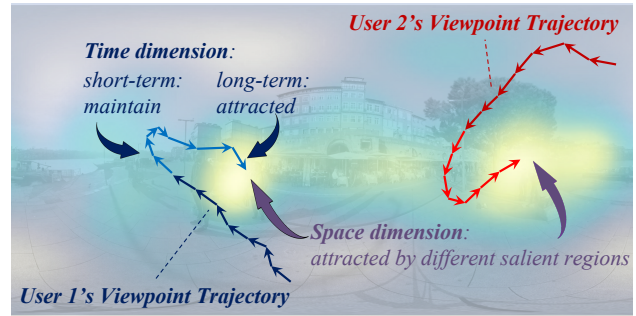 User 2's Viewpoint Trajectory
Time dimension:
short-term:
maintain
long-term:
attracted
Space dimension:
attracted by different salient regions
User 1's Viewpoint Trajectory